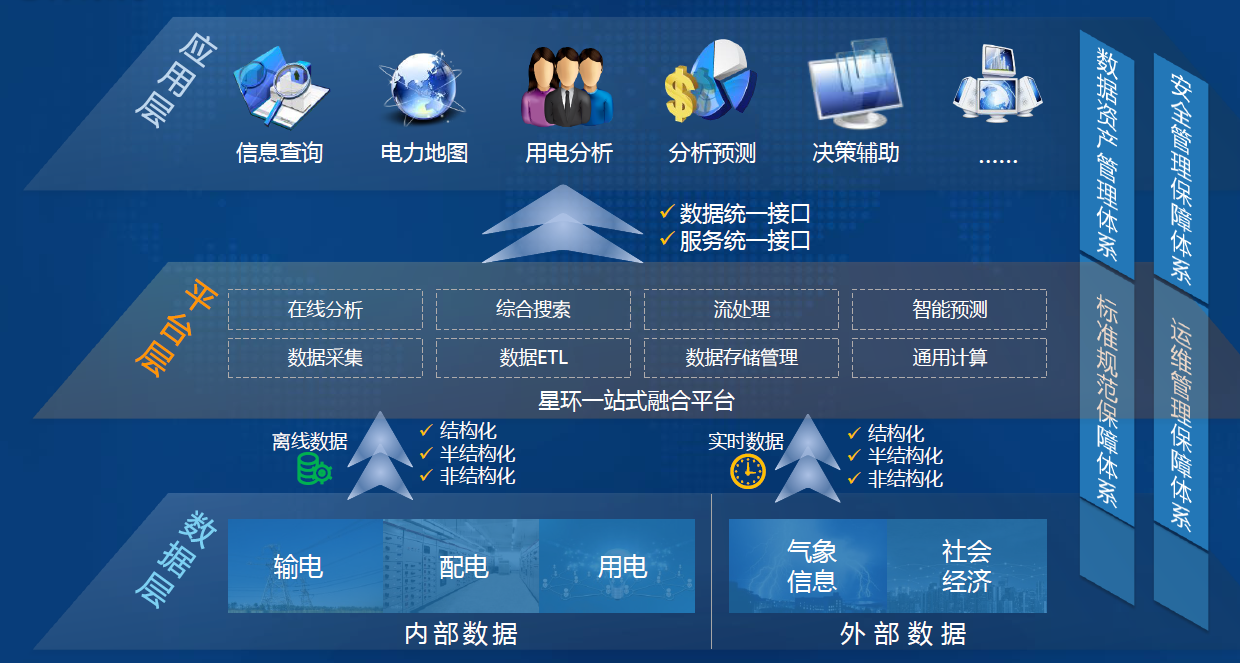 应用层
信息查询
电力地图
用电分析
分析预测
决策辅助
······
数据统一接口
服务统一接口
平台层
在线分析
综合搜索
流处理
智能预测
数据采集
数据ETL
数据存储管理
通用计算
星环一站式融合平台
离线数据
结构化
半结构化
非结构化
实时数据
结构化
半结构化
非结构化
数据层
输电
配电
用电
气象
信息
社会
经济
内部数据
外部数据
数据资产管理体系
安全管理保障体系
标准规范保障体系
运维管理保障体系